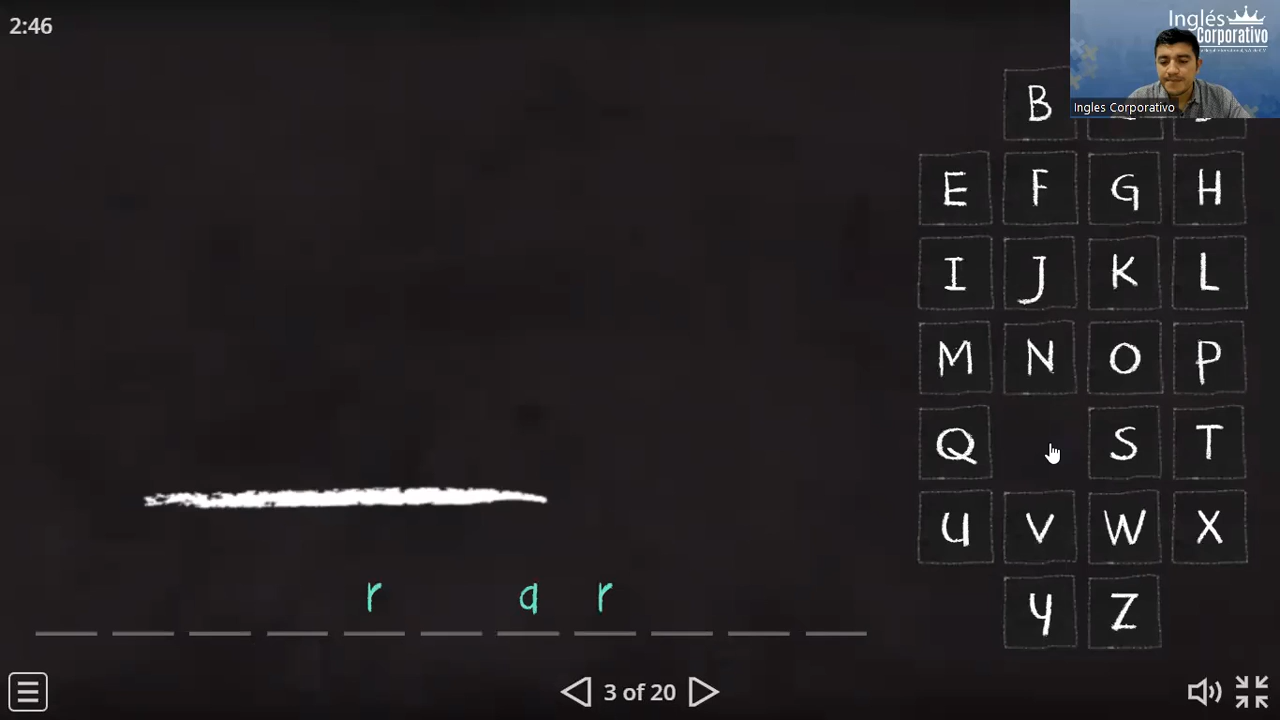 2:46
Inglés
Corporativo
Ingles Corporativo
B
E F G H
I J K L
M N O P
Q S T
U V W X
Y Z
r a r
3 of 20